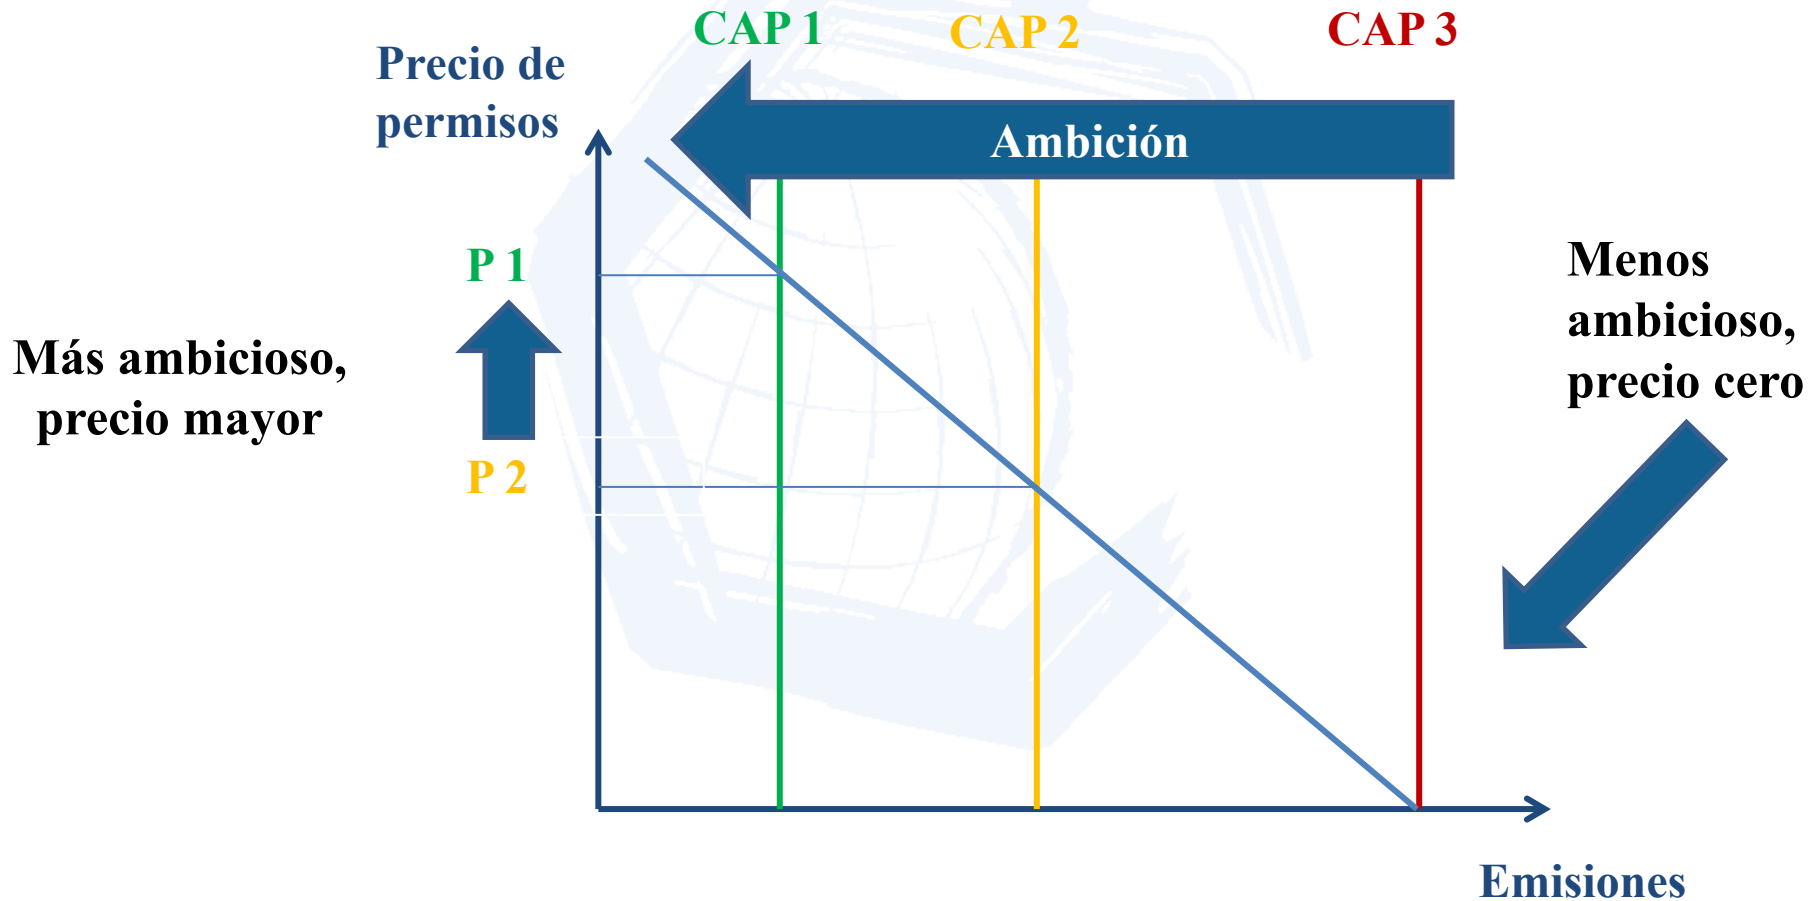 CAP 1
CAP 2
CAP 3
Precio de
permisos
Ambición
P 1
Más ambicioso,
precio mayor
P 2
Menos
ambicioso,
precio cero
Emisiones